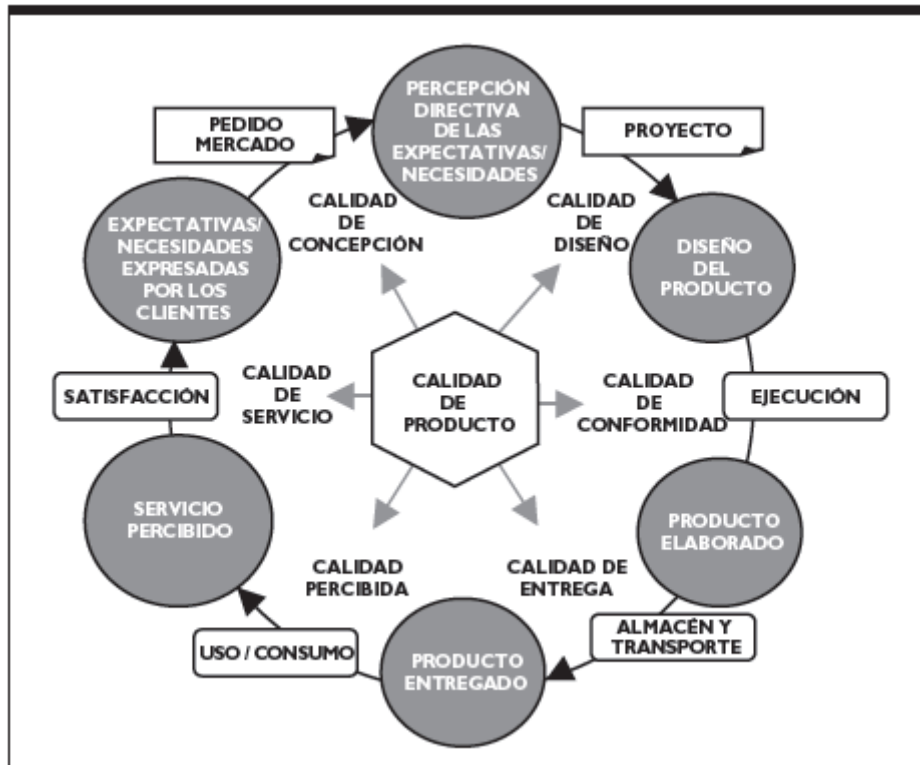 PERCEPCIÓN
DIRECTIVA
DE LAS
EXPECTATIVAS/
NECESIDADES
PEDIDO
MERCADO
PROYECTO
CALIDAD
DE
CONCEPCIÓN
CALIDAD
DE
DISEÑO
EXPECTATIVAS/
NECESIDADES
EXPRESADAS
POR LOS
CLIENTES
DISEÑO
DEL
PRODUCTO
SATISFACCIÓN
CALIDAD
DE
SERVICIO
CALIDAD
DE
PRODUCTO
CALIDAD
DE
CONFORMIDAD
EJECUCIÓN
SERVICIO
PERCIBIDO
PRODUCTO
ELABORADO
CALIDAD
PERCIBIDA
CALIDAD DE
ENTREGA
USO / CONSUMO
PRODUCTO
ENTREGADO
ALMACÉN Y
TRANSPORTE